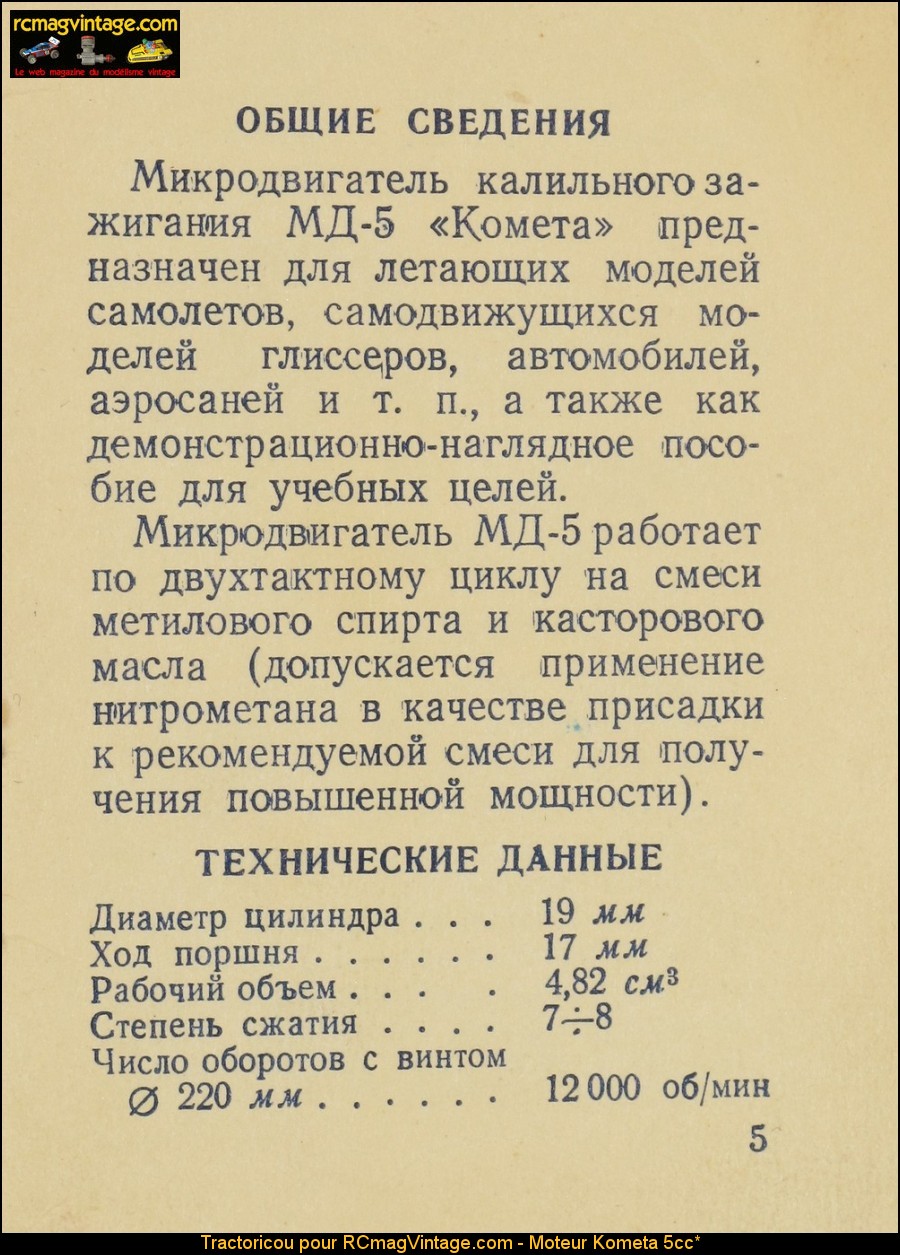 rcmagvintage.com
Le web magazine du modélisme vintage
ОБЩИЕ СВЕДЕНИЯ
Микродвигатель калильного за-
жигания МД-5 «Комета» пред-
назначен для летающих моделей
самолетов, самодвижущихся мо-
делей глиссеров, автомобилей,
аэросаней и т. п., а также как
демонстрационно-наглядное посо-
бие для учебных целей.
Микродвигатель МД-5 работает
по двухтактному циклу на смеси
метилового спирта и касторового
масла (допускается применение
нитрометана в качестве присадки
к рекомендуемой смеси для полу-
чения повышенной мощности).
ТЕХНИЧЕСКИЕ ДАННЫЕ
Диаметр цилиндра . . . 19 мм
Ход поршня . . . . . . 17 мм
Рабочий объем . . . . 4,82 см³
Степень сжатия . . . . 7÷8
Число оборотов с винтом
∅ 220 мм . . . . . . 12 000 об/мин
5
Tractoricou pour RCmagVintage.com - Moteur Kometa 5cc*